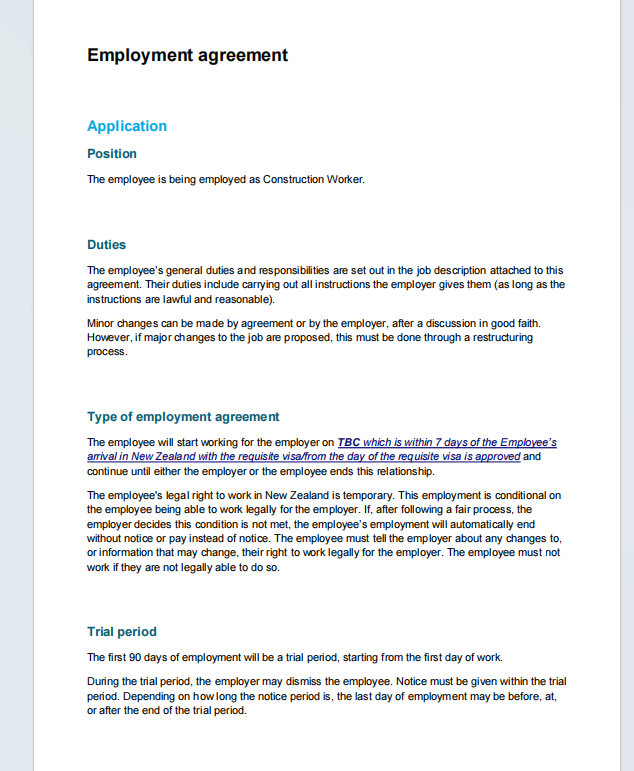 Employment agreement
Application
Position
The employee is being employed as Construction Worker.
Duties
The employee's general duties and responsibilities are set out in the job description attached to this
agreement. Their duties include carrying out all instructions the employer gives them (as long as the
instructions are lawful and reasonable).
Minor changes can be made by agreement or by the employer, after a discussion in good faith.
However, if major changes to the job are proposed, this must be done through a restructuring
process.
Type of employment agreement
The employee will start working for the employer on TBC which is within 7 days of the Employee's
arrival in New Zealand with the requisite visa/from the day of the requisite visa is approved and
continue until either the employer or the employee ends this relationship.
The employee's legal right to work in New Zealand is temporary. This employment is conditional on
the employee being able to work legally for the employer. If, after following a fair process, the
employer decides this condition is not met, the employee's employment will automatically end
without notice or pay instead of notice. The employee must tell the employer about any changes to,
or information that may change, their right to work legally for the employer. The employee must not
work if they are not legally able to do so.
Trial period
The first 90 days of employment will be a trial period, starting from the first day of work.
During the trial period, the employer may dismiss the employee. Notice must be given within the trial
period. Depending on how long the notice period is, the last day of employment may be before, at,
or after the end of the trial period.